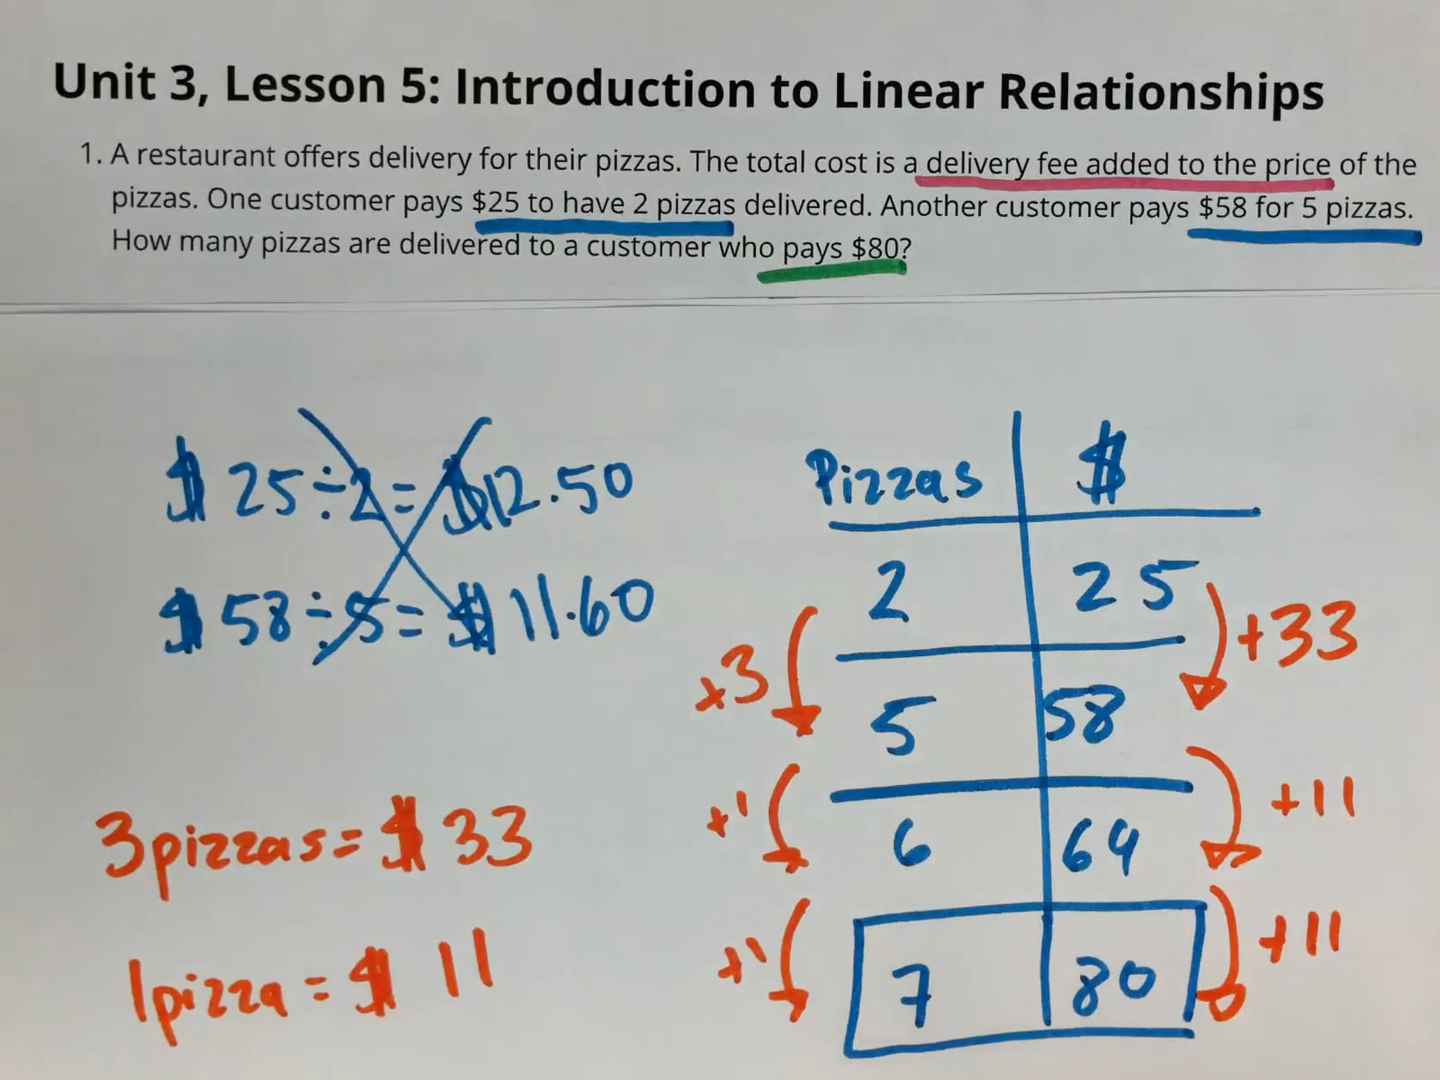 Unit 3, Lesson 5: Introduction to Linear Relationships
1. A restaurant offers delivery for their pizzas. The total cost is a delivery fee added to the price of the
pizzas. One customer pays $25 to have 2 pizzas delivered. Another customer pays $58 for 5 pizzas.
How many pizzas are delivered to a customer who pays $80?
$ 25 ÷ 2 = $12.50
$ 58 ÷ 5 = $ 11.60
3 pizzas = $ 33
1 pizza = $ 11
Pizzas $
2 25
+3 +33
5 58
+1 +11
6 69
+1 +11
7 80